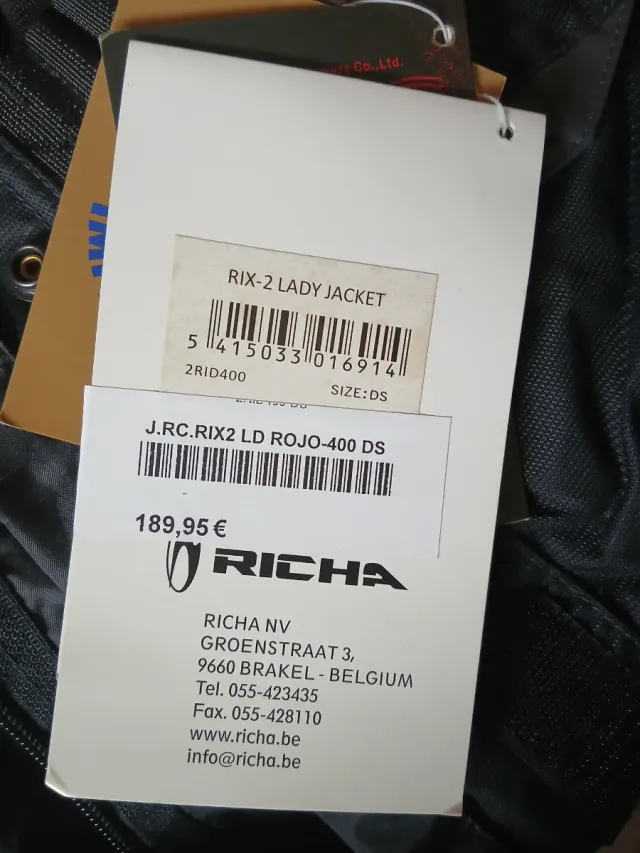 Co.,Ltd.
RIX-2 LADY JACKET
5 415033 016914
2RID400
SIZE:DS
J.RC.RIX2 LD ROJO-400 DS
189,95 €
RICHA
RICHA NV
GROENSTRAAT 3,
9660 BRAKEL - BELGIUM
Tel. 055-423435
Fax. 055-428110
www.richa.be
info@richa.be